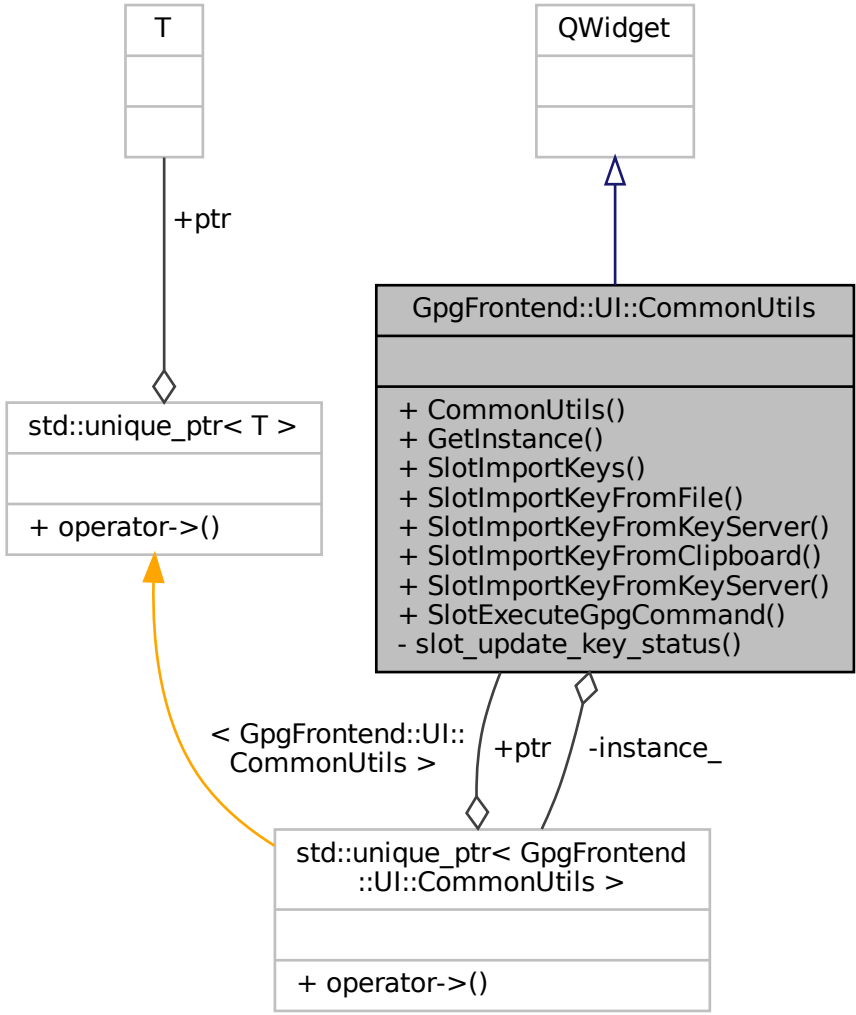 T
QWidget
+ptr
GpgFrontend::UI::CommonUtils
+ CommonUtils()
+ GetInstance()
+ SlotImportKeys()
+ SlotImportKeyFromFile()
+ SlotImportKeyFromKeyServer()
+ SlotImportKeyFromClipboard()
+ SlotImportKeyFromKeyServer()
+ SlotExecuteGpgCommand()
- slot_update_key_status()
std::unique_ptr< T >
+ operator->()
< GpgFrontend::UI::
CommonUtils >
+ptr
-instance_
std::unique_ptr< GpgFrontend
::UI::CommonUtils >
+ operator->()